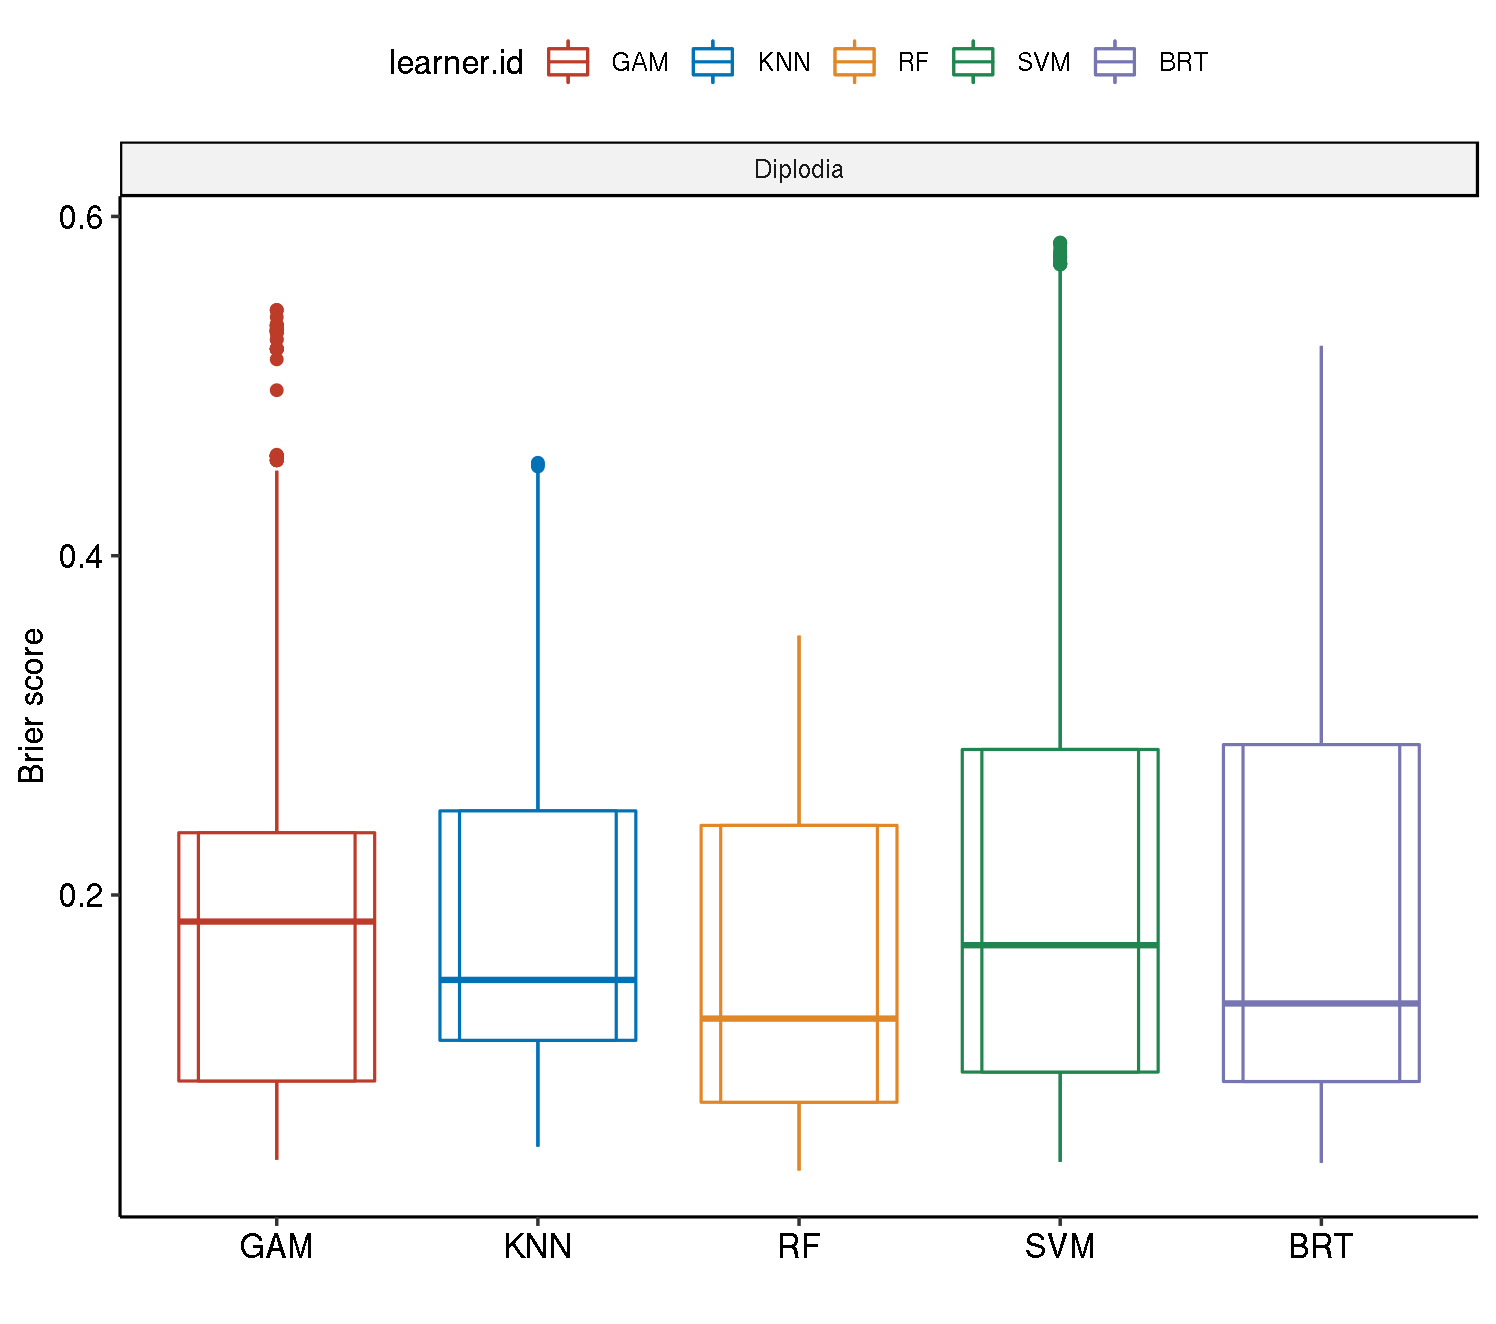 learner.id GAM KNN RF SVM BRT
Diplodia
0.6
0.4
0.2
Brier score
GAM KNN RF SVM BRT